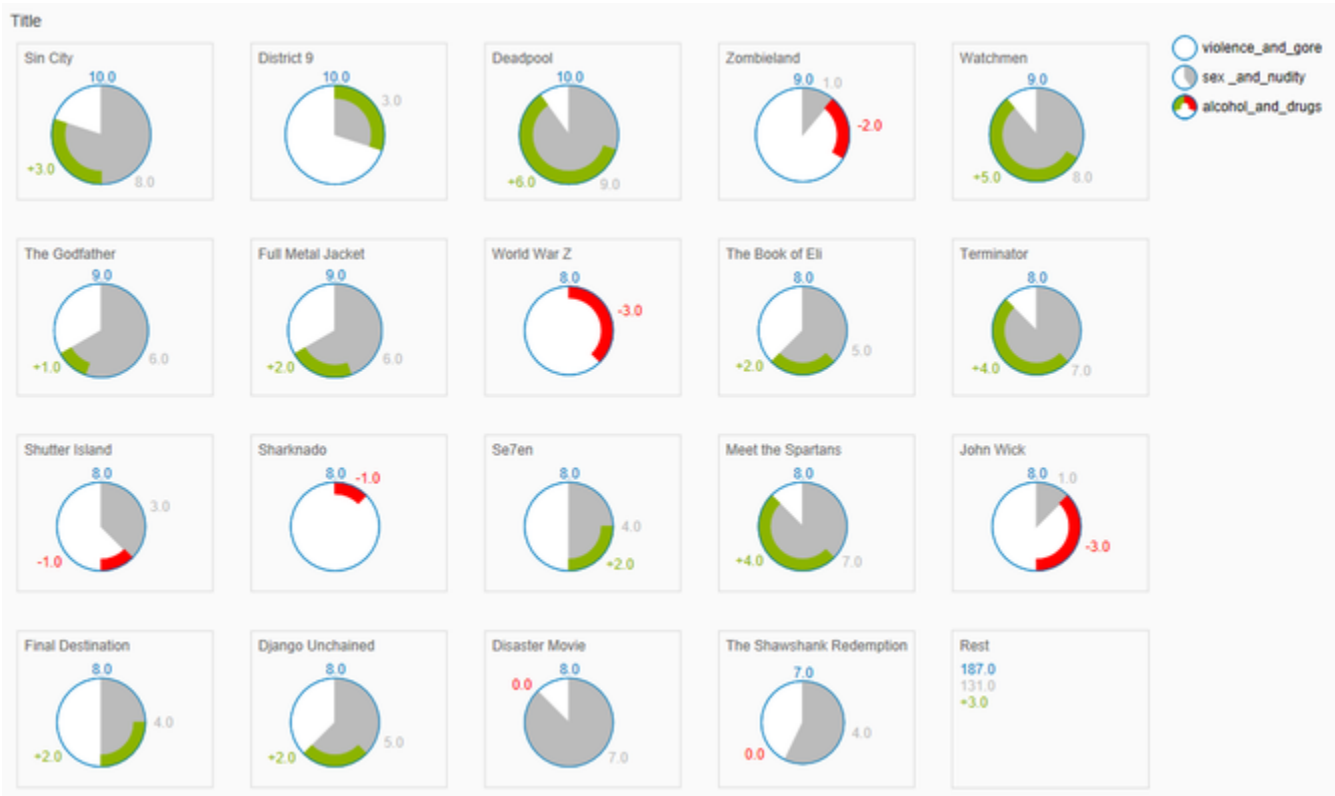 Title
Sin City
10.0
+3.0
8.0
District 9
10.0
3.0
Deadpool
10.0
+6.0
9.0
Zombieland
9.0 1.0
-2.0
Watchmen
9.0
+5.0
8.0
violence_and_gore
sex _and_nudity
alcohol_and_drugs
The Godfather
9.0
6.0
+1.0
Full Metal Jacket
9.0
6.0
+2.0
World War Z
8.0
-3.0
The Book of Eli
8.0
5.0
+2.0
Terminator
8.0
+4.0
7.0
Shutter Island
8.0
3.0
-1.0
Sharknado
8.0 -1.0
Se7en
8.0
4.0
+2.0
Meet the Spartans
8.0
+4.0
7.0
John Wick
8.0 1.0
-3.0
Final Destination
8.0
4.0
+2.0
Django Unchained
8.0
5.0
+2.0
Disaster Movie
8.0
0.0
7.0
The Shawshank Redemption
7.0
4.0
0.0
Rest
187.0
131.0
+3.0